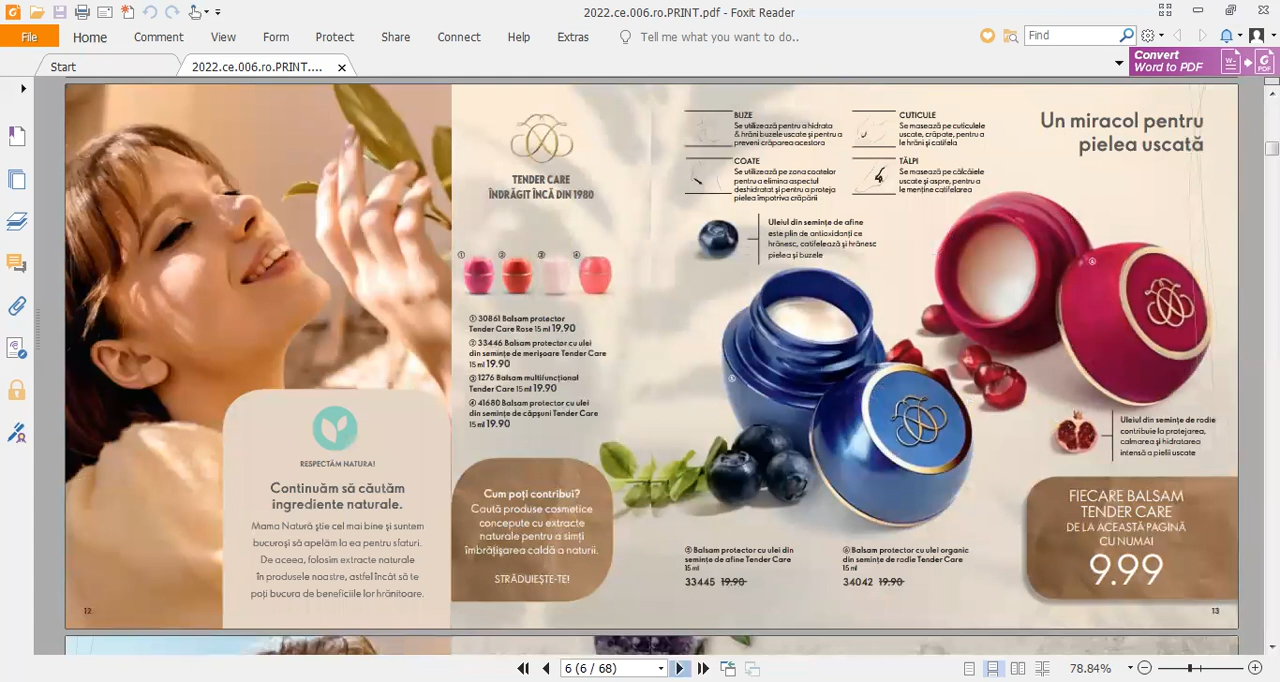 2022.ce.006.ro.PRINT.pdf - Foxit Reader
File Home Comment View Form Protect Share Connect Help Extras Tell me what you want to do.. Find
Start 2022.ce.006.ro.PRINT.... Convert
Word to PDF
RESPECTĂM NATURA!
Continuăm să căutăm
ingrediente naturale.
Mama Natură știe cel mai bine și suntem
bucuroși să apelăm la ea pentru sfaturi.
De aceea, folosim extracte naturale
în produsele noastre, astfel încât să te
poți bucura de beneficiile lor hrănitoare.
12
TENDER CARE
ÎNDRĂGIT ÎNCĂ DIN 1980
① ③ ② ④
① 30861 Balsam protector
Tender Care Rose 15 ml 19.90
② 33446 Balsam protector cu ulei
din semințe de merișoare Tender Care
15 ml 19.90
③ 1276 Balsam multifuncțional
Tender Care 15 ml 19.90
④ 41680 Balsam protector cu ulei
din semințe de căpșuni Tender Care
15 ml 19.90
Cum poți contribui?
Caută produse cosmetice
concepute cu extracte
naturale pentru a simți
îmbrățișarea caldă a naturii.
STRĂDUIEȘTE-TE!
BUZE
Se utilizează pentru a hidrata
& hrăni buzele uscate și pentru a
preveni crăparea acestora
COATE
Se utilizează pe zona coatelor
pentru a elimina aspectul
deshidratat și pentru a proteja
pielea împotriva crăpării
CUTICULE
Se masează pe cuticulele
uscate, crăpate, pentru a
le hrăni și catifela
TĂLPI
Se masează pe călcâiele
uscate și aspre, pentru a
le menține catifelarea
Un miracol pentru
pielea uscată
Uleiul din semințe de afine
este plin de antioxidanți ce
hrănesc, catifelează și hrănesc
pielea și buzele
⑤
⑥
Uleiul din semințe de rodie
contribuie la protejarea,
calmarea și hidratarea
intensă a pielii uscate
⑤ Balsam protector cu ulei din
semințe de afine Tender Care
15 ml
33445 19.90
⑥ Balsam protector cu ulei organic
din semințe de rodie Tender Care
15 ml
34042 19.90
FIECARE BALSAM
TENDER CARE
DE LA ACEASTĂ PAGINĂ
CU NUMAI
9.99
13
6 (6 / 68) 78.84%